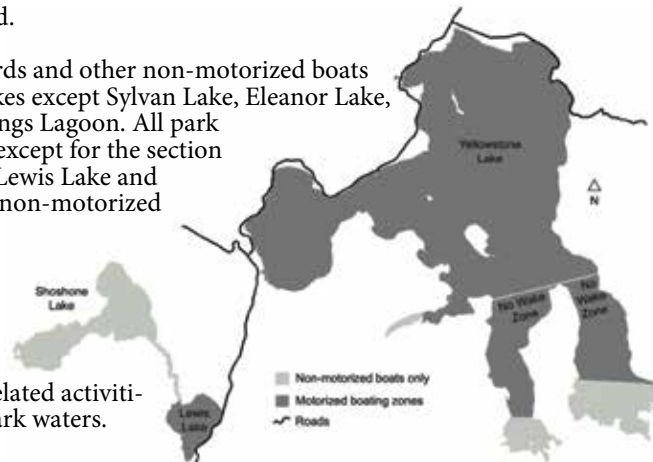 d.
rds and other non-motorized boats
kes except Sylvan Lake, Eleanor Lake,
ngs Lagoon. All park
except for the section
Lewis Lake and
non-motorized
elated activiti-
ark waters.
Yellowstone
Lake
N
Shoshone
Lake
No Wake
Zone
No
Wake
Zone
Lewis
Lake
Non-motorized boats only
Motorized boating zones
Roads